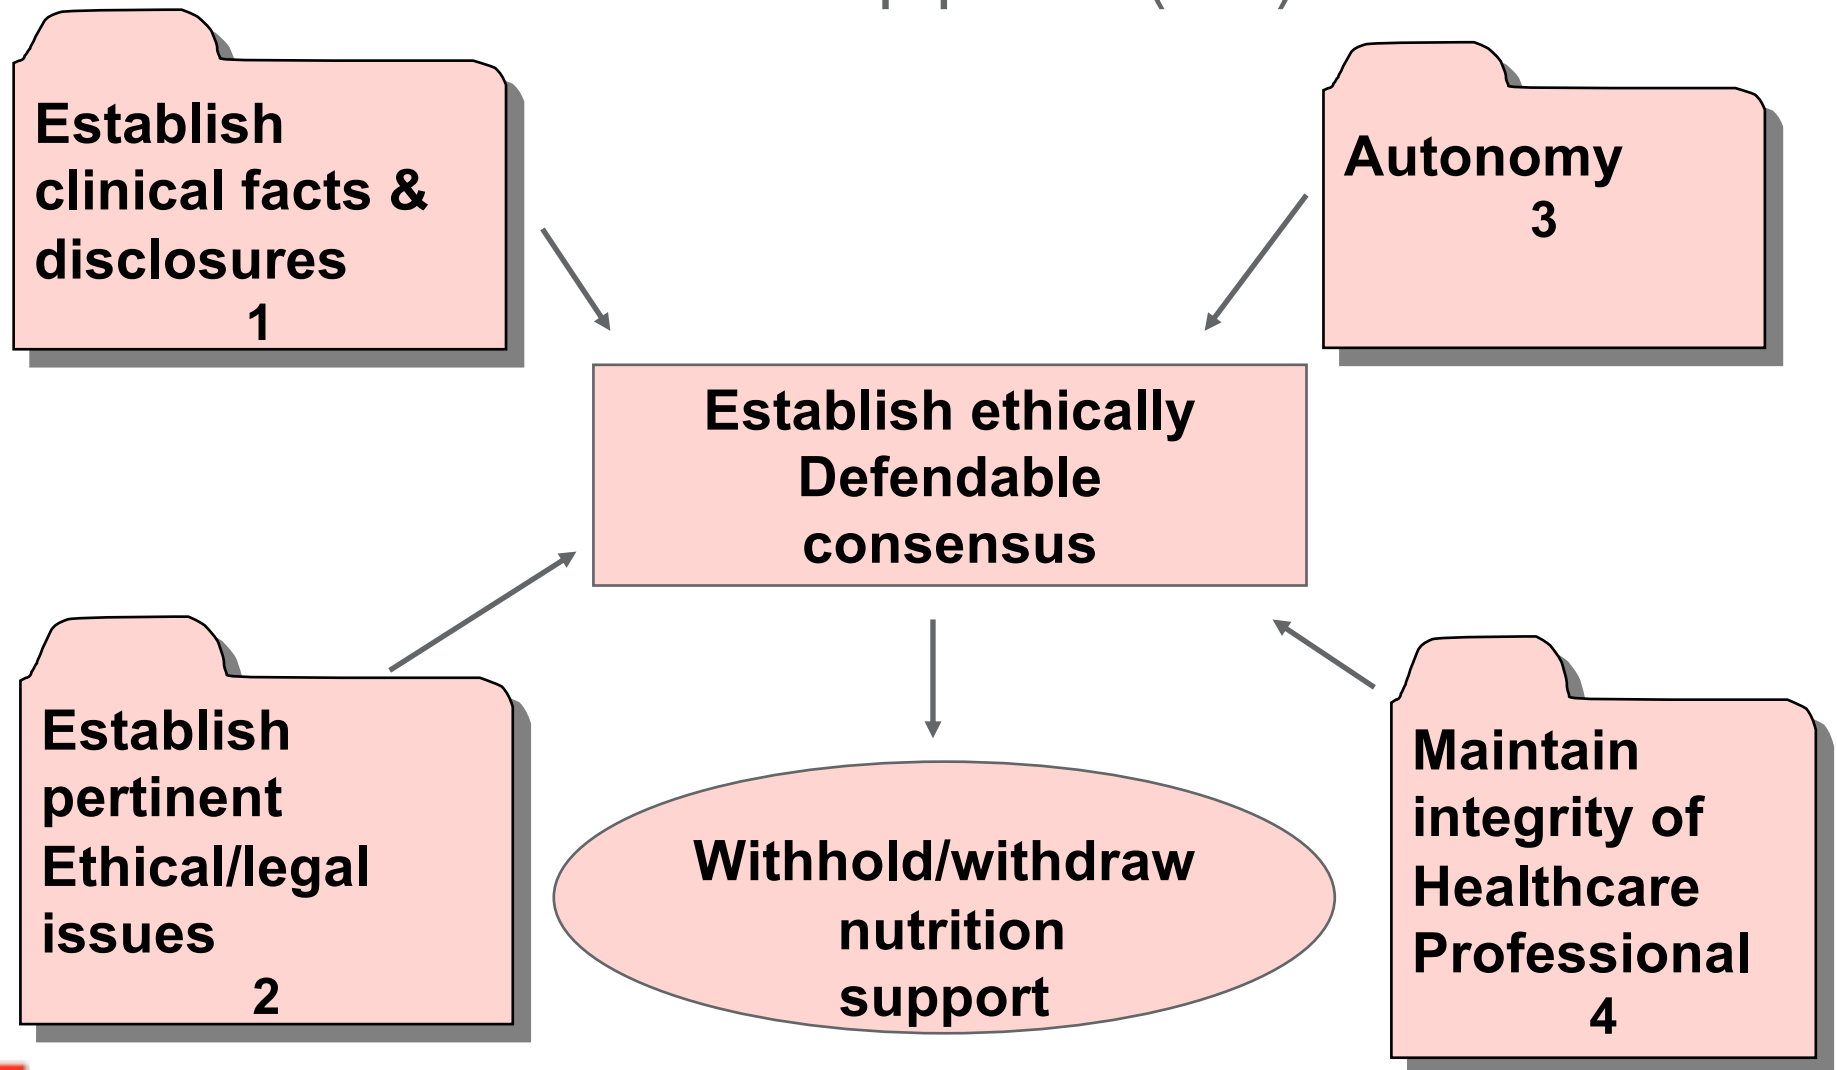 Establish
clinical facts &
disclosures
1
Autonomy
3
Establish ethically
Defendable
consensus
Establish
pertinent
Ethical/legal
issues
2
Withhold/withdraw
nutrition
support
Maintain
integrity of
Healthcare
Professional
4